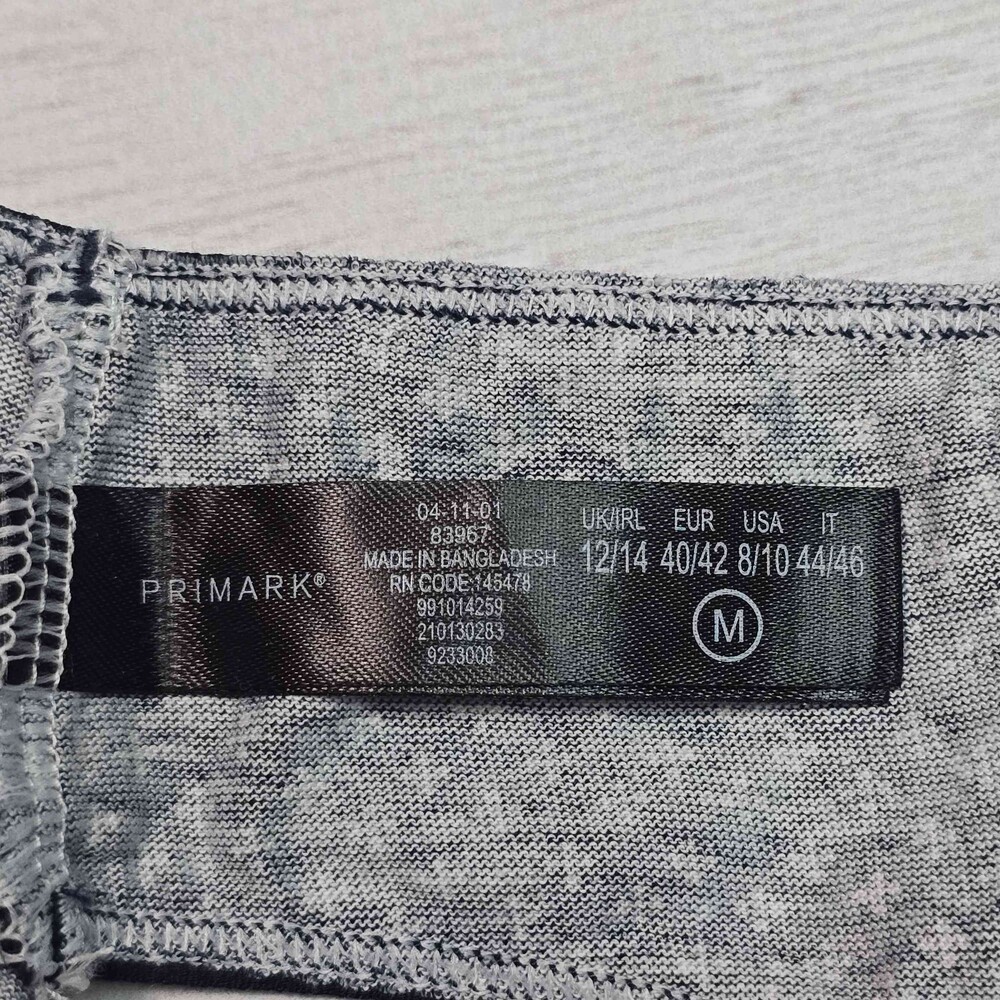 PRIMARK®
04-11-01
83967
MADE IN BANGLADESH
RN CODE:145478
991014259
210130283
9233008
UK/IRL EUR USA IT
12/14 40/42 8/10 44/46
M